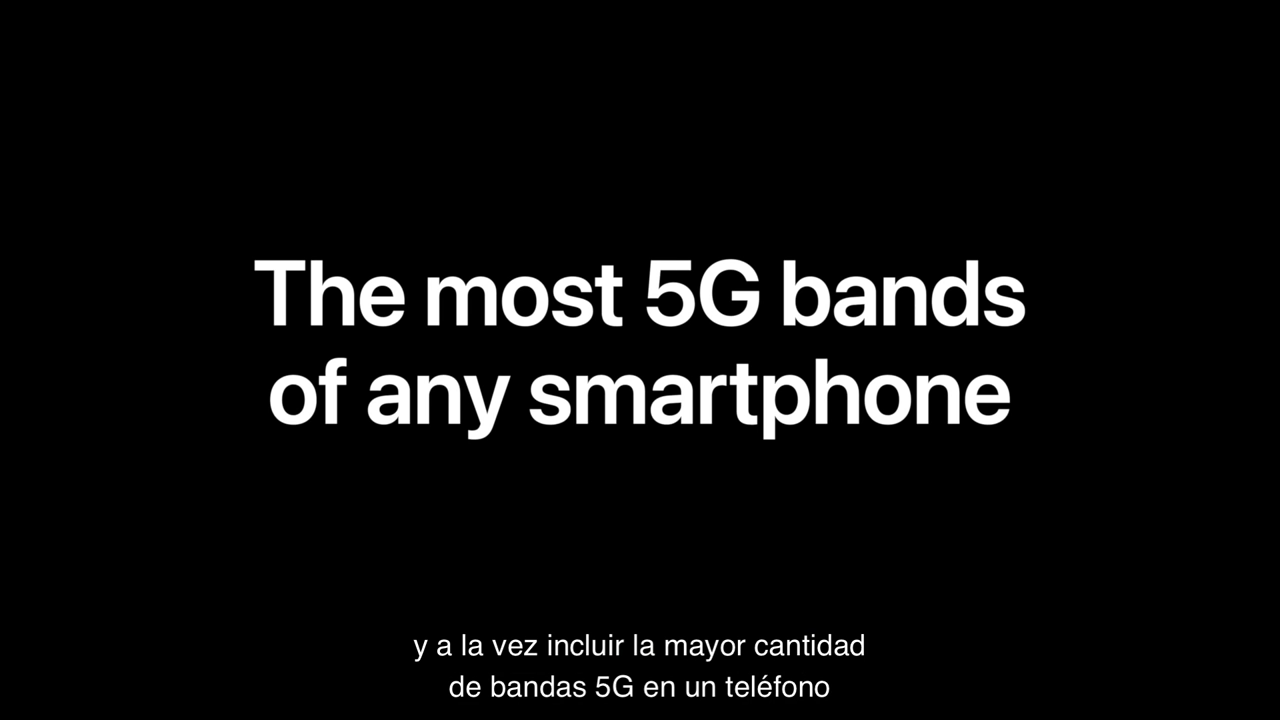 The most 5G bands
of any smartphone
y a la vez incluir la mayor cantidad
de bandas 5G en un teléfono